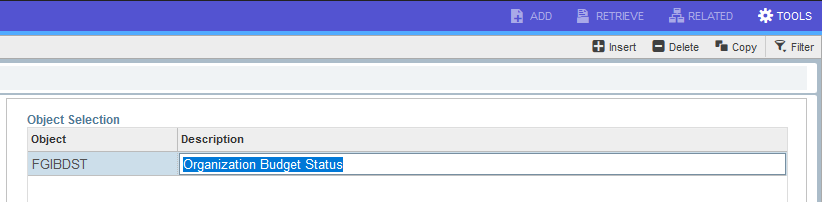 ADD RETRIEVE RELATED TOOLS
Insert Delete Copy Filter
Object Selection
Object Description
FGIBDST Organization Budget Status